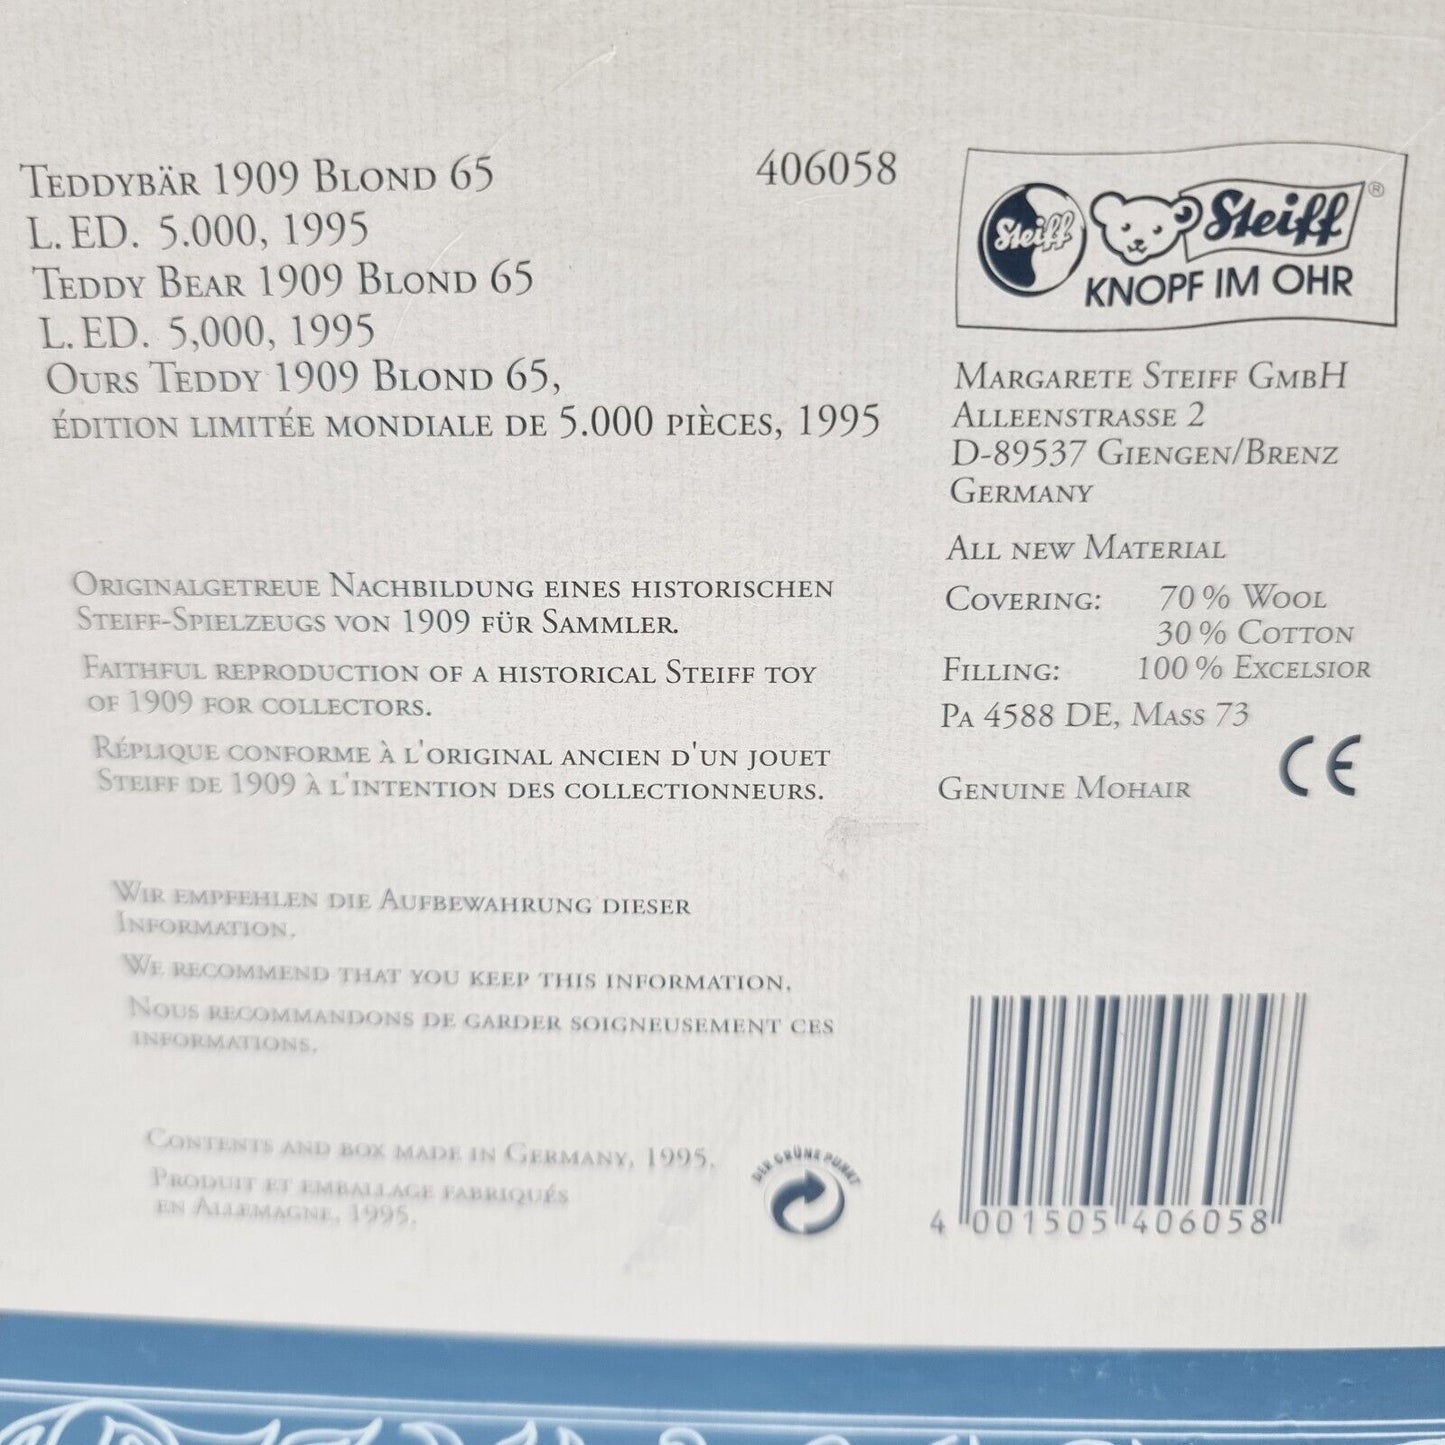 Teddybär 1909 Blond 65 406058
L. ED. 5.000, 1995
Teddy Bear 1909 Blond 65
L. ED. 5,000, 1995
Ours Teddy 1909 Blond 65,
édition limitée mondiale de 5.000 pièces, 1995
Originalgetreue Nachbildung eines historischen
Steiff-Spielzeugs von 1909 für Sammler.
Faithful reproduction of a historical Steiff toy
of 1909 for collectors.
Réplique conforme à l'original ancien d'un jouet
Steiff de 1909 à l'intention des collectionneurs.
Wir empfehlen die Aufbewahrung dieser
Information.
We recommend that you keep this information.
Nous recommandons de garder soigneusement ces
informations.
Contents and box made in Germany, 1995.
Produit et emballage fabriqués
en Allemagne, 1995.
DER GRÜNE PUNKT
Steiff
Steiff ®
KNOPF IM OHR
Margarete Steiff GmbH
Alleenstrasse 2
D-89537 Giengen/Brenz
Germany
All new Material
Covering: 70 % Wool
30 % Cotton
Filling: 100 % Excelsior
Pa 4588 DE, Mass 73
Genuine Mohair CE
4 001505 406058